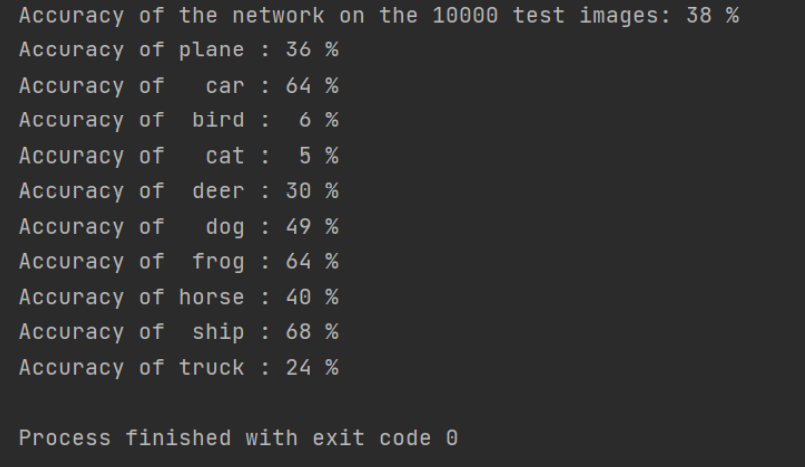 Accuracy of the network on the 10000 test images: 38 %
Accuracy of plane : 36 %
Accuracy of   car : 64 %
Accuracy of  bird :  6 %
Accuracy of   cat :  5 %
Accuracy of  deer : 30 %
Accuracy of   dog : 49 %
Accuracy of  frog : 64 %
Accuracy of horse : 40 %
Accuracy of  ship : 68 %
Accuracy of truck : 24 %
Process finished with exit code 0